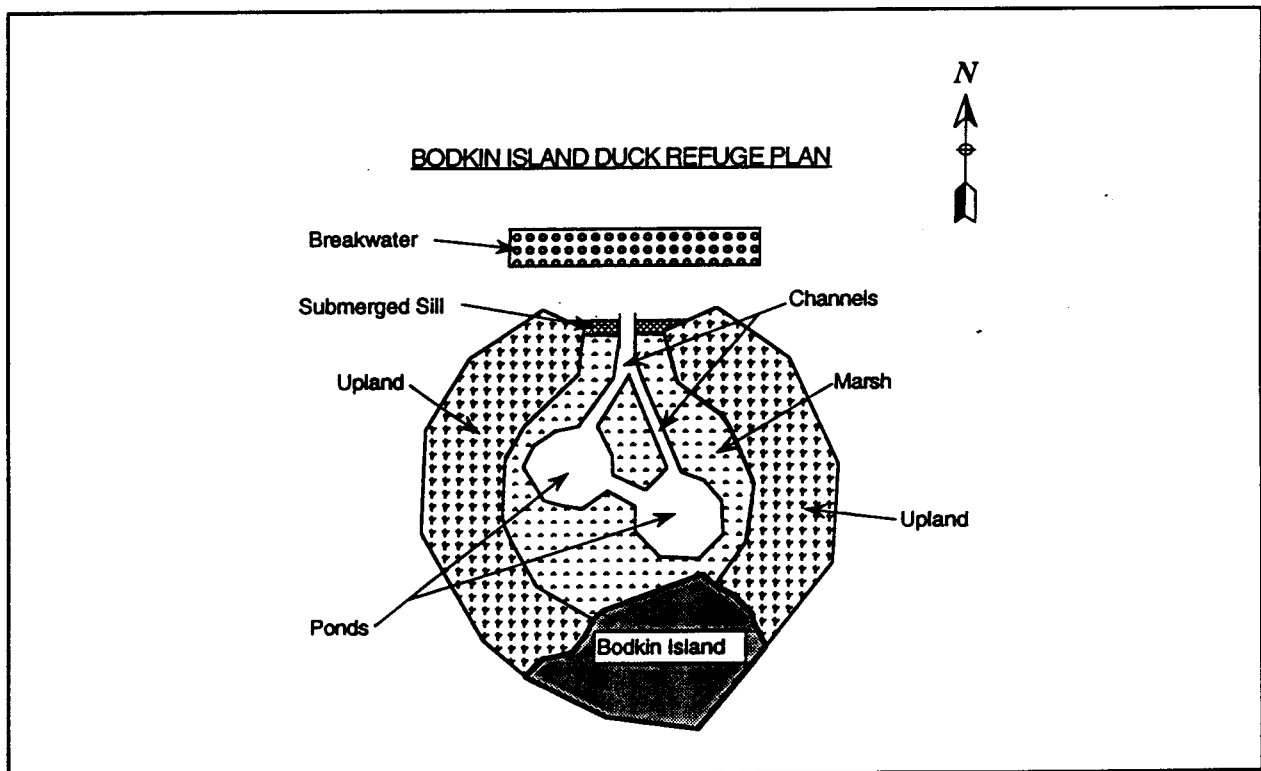 N
BODKIN ISLAND DUCK REFUGE PLAN
Breakwater
Submerged Sill
Channels
Upland
Marsh
Upland
Ponds
Bodkin Island